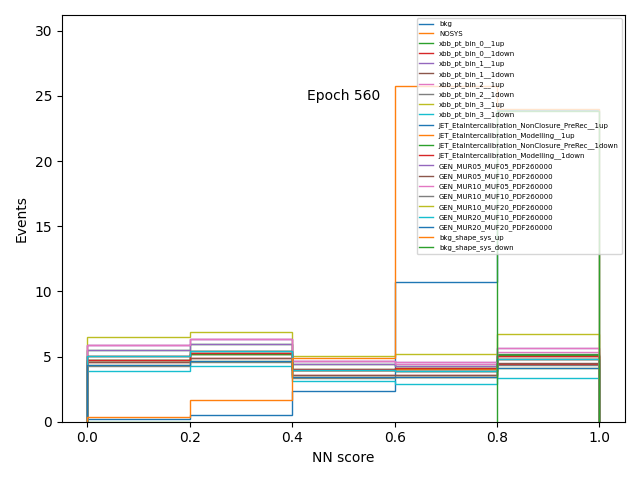 30
25
20
15
10
5
0
Events
Epoch 560
bkg
NOSYS
xbb_pt_bin_0__1up
xbb_pt_bin_0__1down
xbb_pt_bin_1__1up
xbb_pt_bin_1__1down
xbb_pt_bin_2__1up
xbb_pt_bin_2__1down
xbb_pt_bin_3__1up
xbb_pt_bin_3__1down
JET_EtaIntercalibration_NonClosure_PreRec__1up
JET_EtaIntercalibration_Modelling__1up
JET_EtaIntercalibration_NonClosure_PreRec__1down
JET_EtaIntercalibration_Modelling__1down
GEN_MUR05_MUF05_PDF260000
GEN_MUR05_MUF10_PDF260000
GEN_MUR10_MUF05_PDF260000
GEN_MUR10_MUF10_PDF260000
GEN_MUR10_MUF20_PDF260000
GEN_MUR20_MUF10_PDF260000
GEN_MUR20_MUF20_PDF260000
bkg_shape_sys_up
bkg_shape_sys_down
0.0 0.2 0.4 0.6 0.8 1.0
NN score